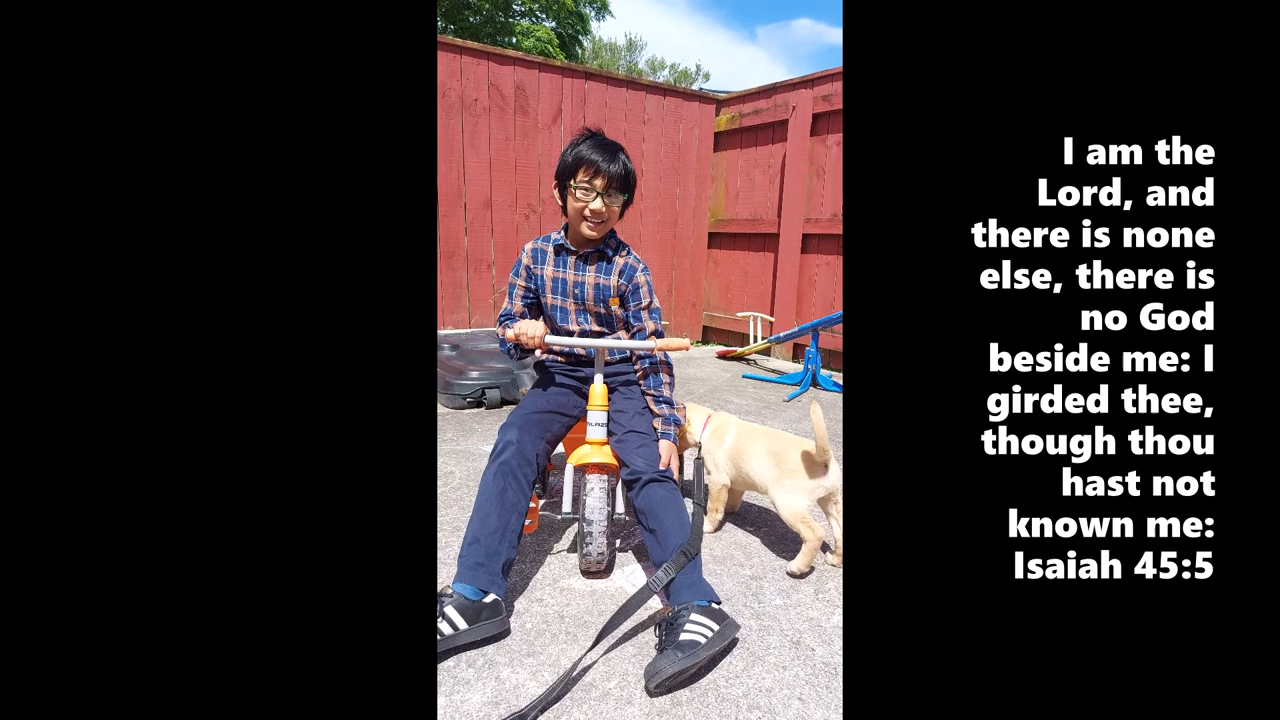 I am the
Lord, and
there is none
else, there is
no God
beside me: I
girded thee,
though thou
hast not
known me:
Isaiah 45:5